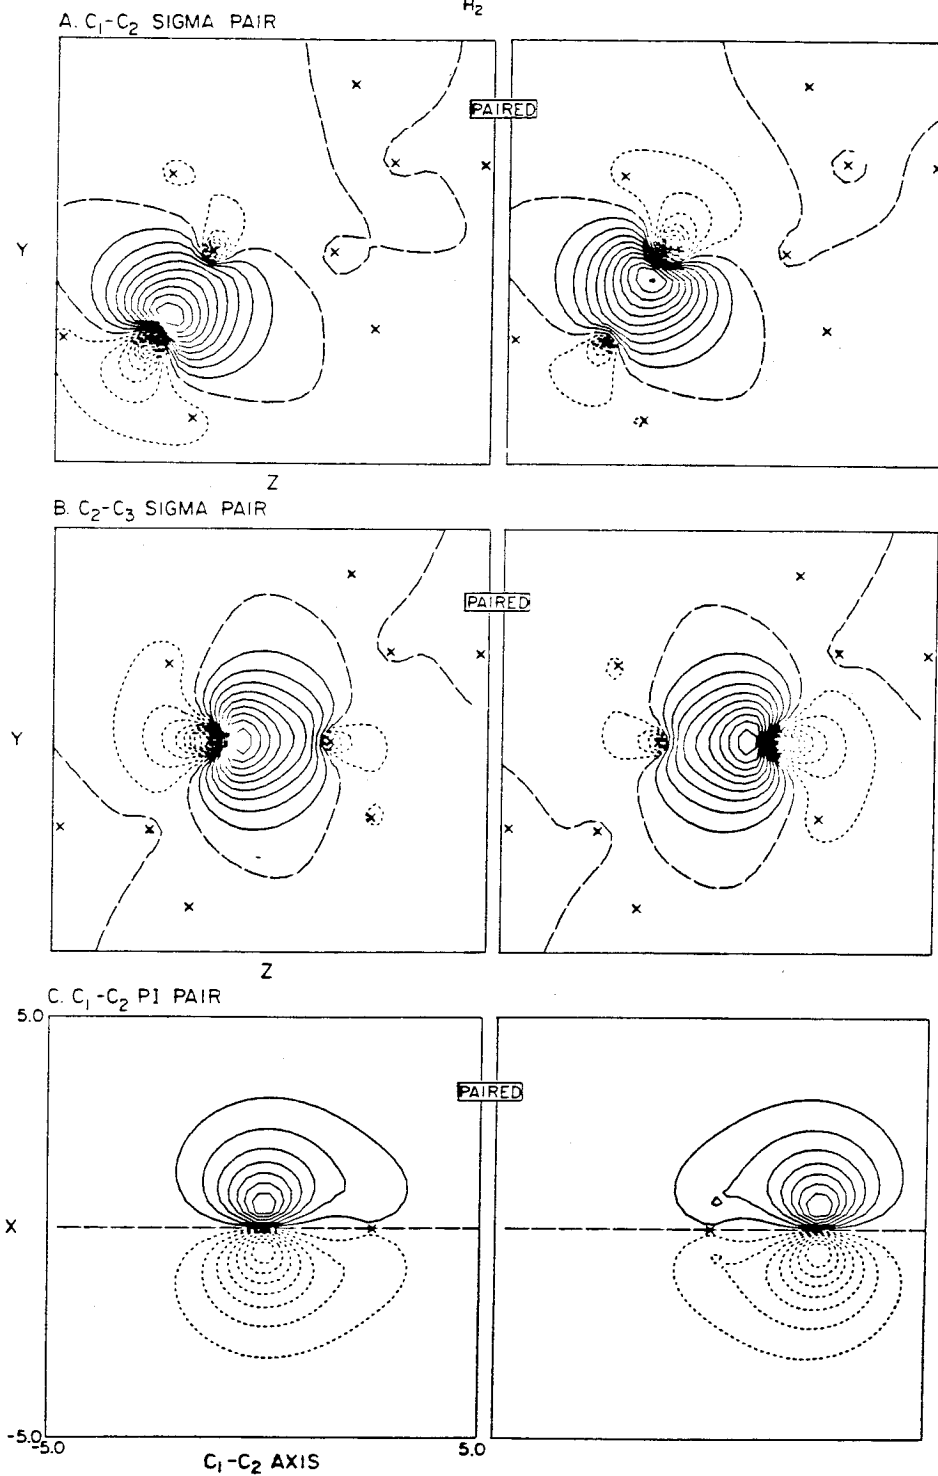 H₂
A. C₁-C₂ SIGMA PAIR
PAIRED
Y
Z
B. C₂-C₃ SIGMA PAIR
PAIRED
Y
Z
C. C₁-C₂ PI PAIR
5.0
PAIRED
X
-5.0
-5.0
5.0
C₁-C₂ AXIS